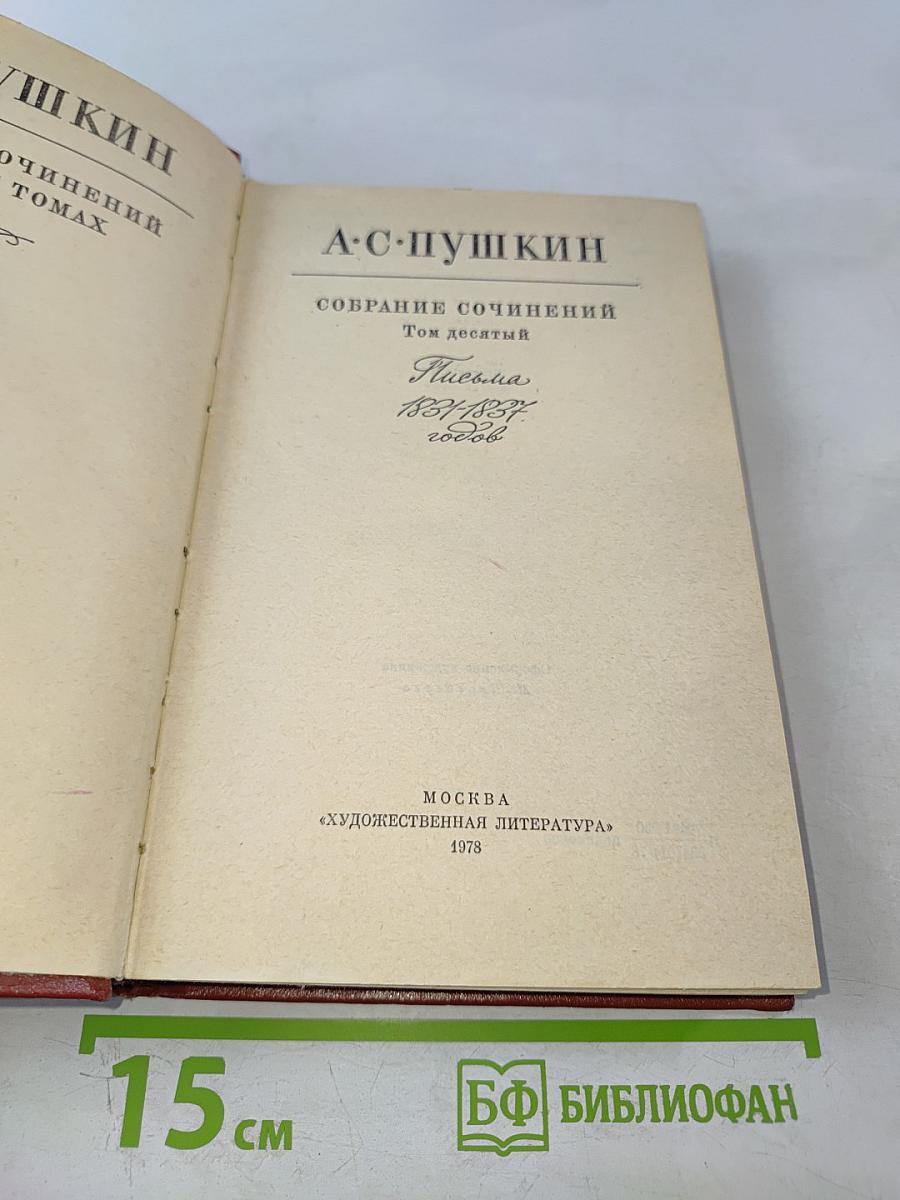 СОЧИНЕНИЙ
ТОМАХ
А·С·ПУШКИН
СОБРАНИЕ СОЧИНЕНИЙ
Том десятый
Письма
1831-1837
годов
МОСКВА
«ХУДОЖЕСТВЕННАЯ ЛИТЕРАТУРА»
1978
15 см
БФ БИБЛИОФАН